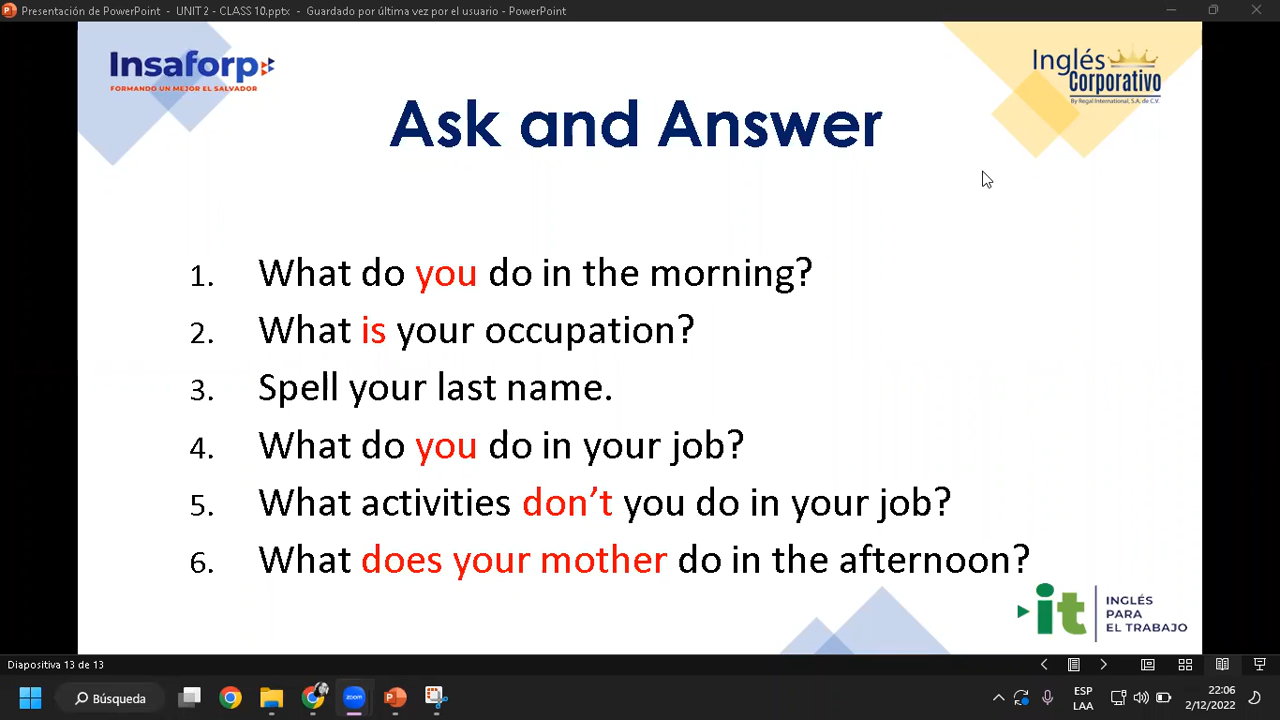 Presentación de PowerPoint - UNIT 2 - CLASS 10.pptx - Guardado por última vez por el usuario - PowerPoint
Insaforp
FORMANDO UN MEJOR EL SALVADOR
Inglés
Corporativo
By Regal International, S.A. de C.V.
Ask and Answer
1. What do you do in the morning?
2. What is your occupation?
3. Spell your last name.
4. What do you do in your job?
5. What activities don't you do in your job?
6. What does your mother do in the afternoon?
it
INGLÉS
PARA
EL TRABAJO
Diapositiva 13 de 13
Búsqueda
zoom
ESP
LAA
22:06
2/12/2022